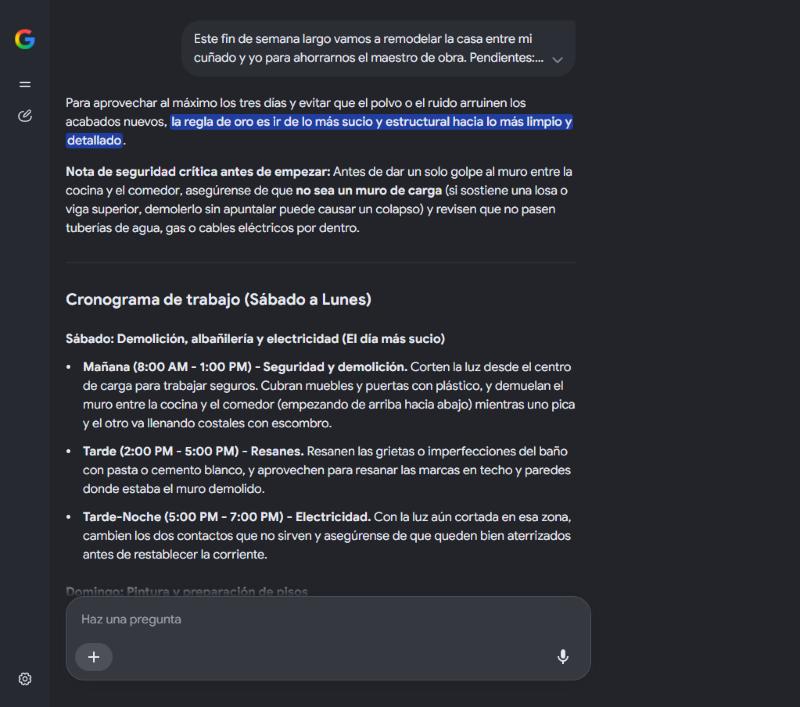 Este fin de semana largo vamos a remodelar la casa entre mi
cuñado y yo para ahorrarnos el maestro de obra. Pendientes:...
Para aprovechar al máximo los tres días y evitar que el polvo o el ruido arruinen los
acabados nuevos, la regla de oro es ir de lo más sucio y estructural hacia lo más limpio y
detallado.
Nota de seguridad crítica antes de empezar: Antes de dar un solo golpe al muro entre la
cocina y el comedor, asegúrense de que no sea un muro de carga (si sostiene una losa o
viga superior, demolerlo sin apuntalar puede causar un colapso) y revisen que no pasen
tuberías de agua, gas o cables eléctricos por dentro.
Cronograma de trabajo (Sábado a Lunes)
Sábado: Demolición, albañilería y electricidad (El día más sucio)
• Mañana (8:00 AM - 1:00 PM) - Seguridad y demolición. Corten la luz desde el centro
de carga para trabajar seguros. Cubran muebles y puertas con plástico, y demuelan el
muro entre la cocina y el comedor (empezando de arriba hacia abajo) mientras uno pica
y el otro va llenando costales con escombro.
• Tarde (2:00 PM - 5:00 PM) - Resanes. Resanen las grietas o imperfecciones del baño
con pasta o cemento blanco, y aprovechen para resanar las marcas en techo y paredes
donde estaba el muro demolido.
• Tarde-Noche (5:00 PM - 7:00 PM) - Electricidad. Con la luz aún cortada en esa zona,
cambien los dos contactos que no sirven y asegúrense de que queden bien aterrizados
antes de restablecer la corriente.
Domingo: Pintura y preparación de pisos
Haz una pregunta